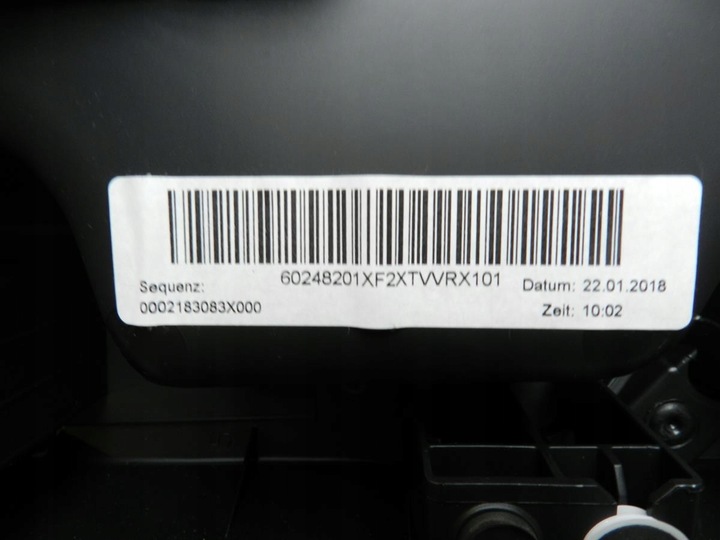 60248201XF2XTVVRX101
Sequenz:
0002183083X000
Datum: 22.01.2018
Zeit: 10:02